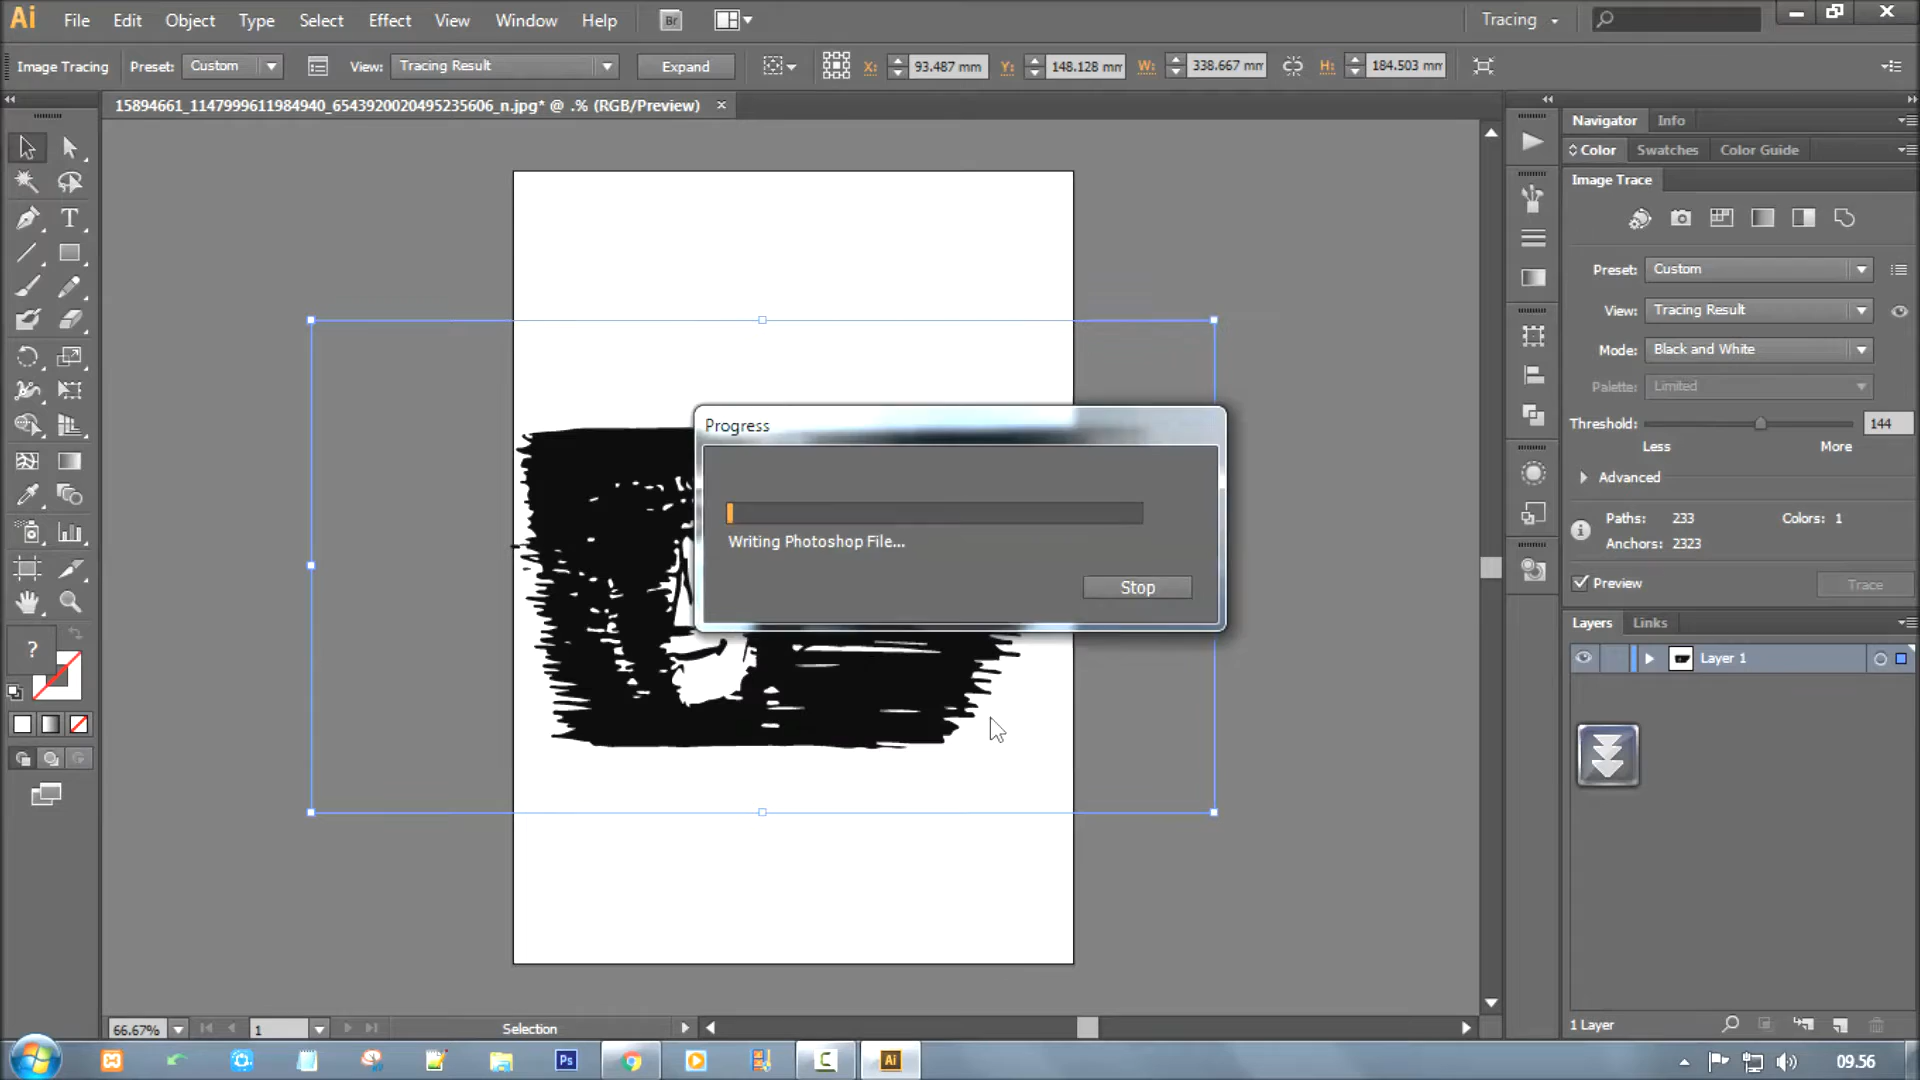 Ai File Edit Object Type Select Effect View Window Help Br Tracing
Image Tracing Preset: Custom View: Tracing Result Expand X: 93.487 mm Y: 148.128 mm W: 338.667 mm H: 184.503 mm
15894661_1147999611984940_6543920020495235606_n.jpg* @ .% (RGB/Preview)
Navigator Info
Color Swatches Color Guide
Image Trace
Preset: Custom
View: Tracing Result
Mode: Black and White
Palette: Limited
Threshold: 144
Less More
Advanced
Paths: 233 Colors: 1
Anchors: 2323
Preview Trace
Layers Links
Layer 1
Progress
Writing Photoshop File...
Stop
T
?
1 Layer
66.67% 1 Selection
Ps C Ai 09.56